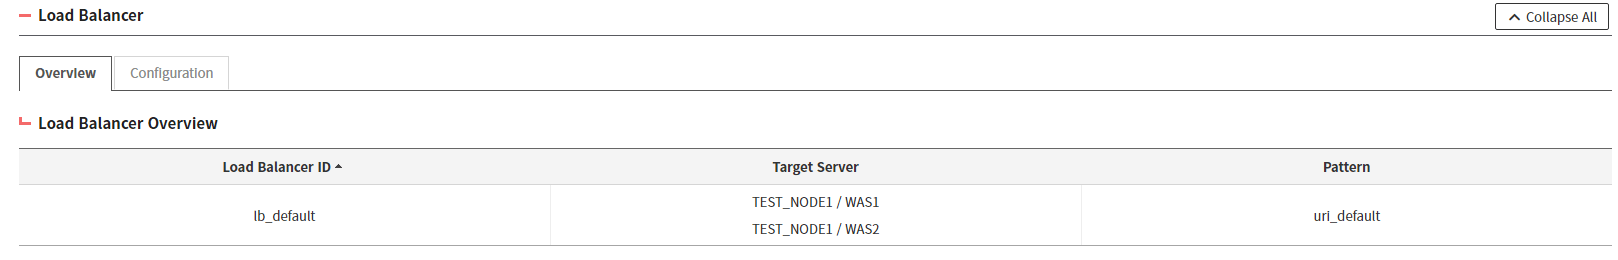 Load Balancer
Collapse All
Overview Configuration
Load Balancer Overview
Load Balancer ID Target Server Pattern
lb_default TEST_NODE1 / WAS1 uri_default
TEST_NODE1 / WAS2